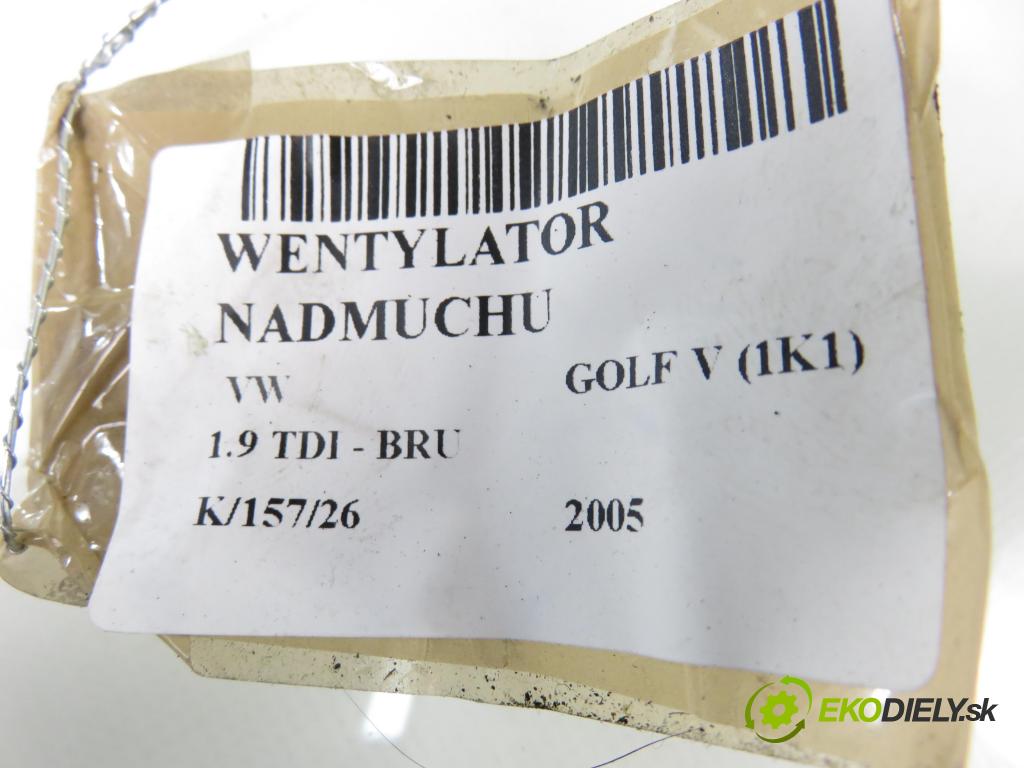 WENTYLATOR
NADMUCHU
VW GOLF V (1K1)
1.9 TDI - BRU
K/157/26 2005
EKODIELY.sk